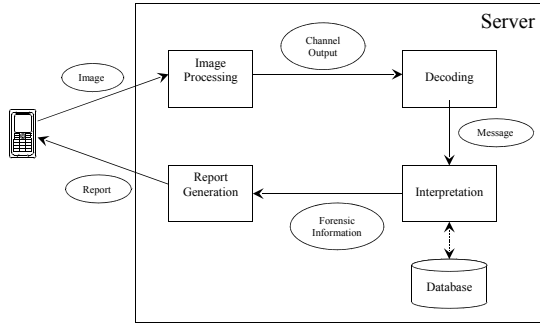 Server
Channel
Output
Image
Processing
Decoding
Image
Message
Report
Generation
Interpretation
Report
Forensic
Information
Database